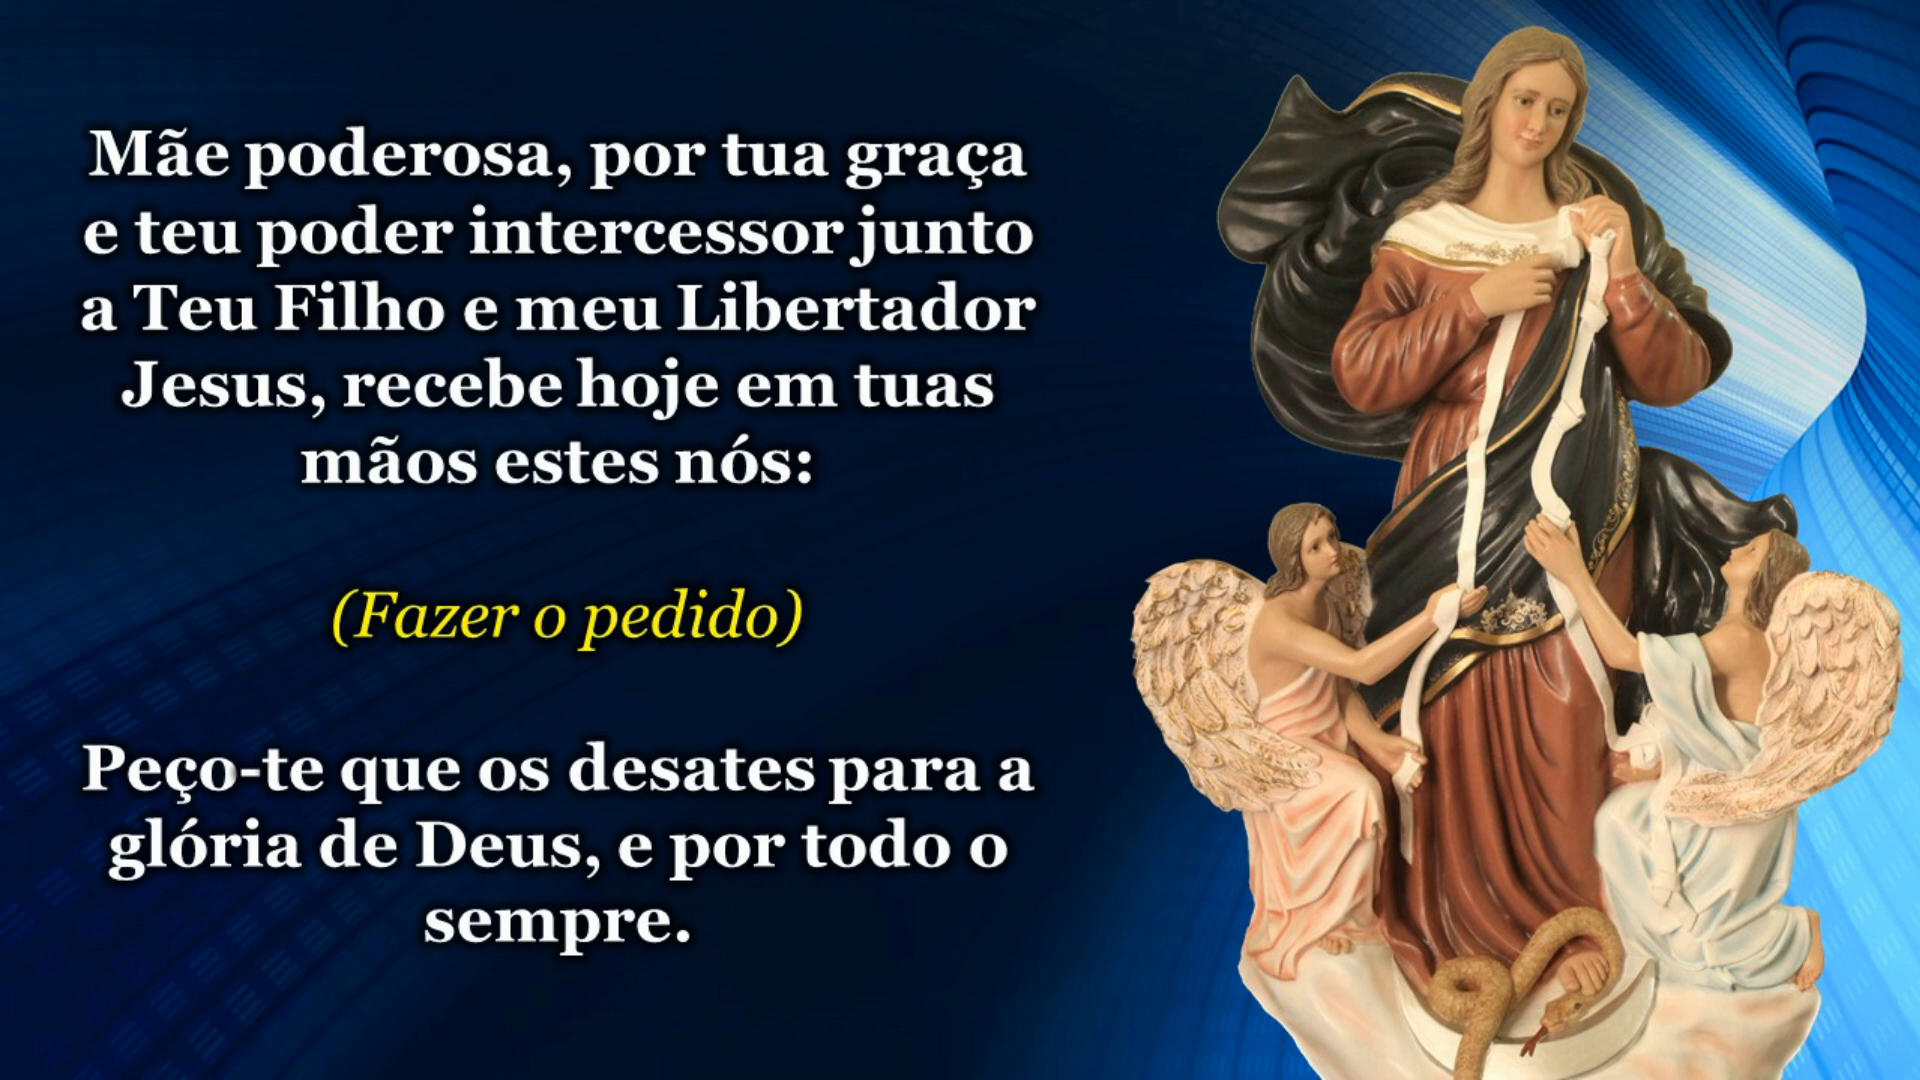 Mãe poderosa, por tua graça
e teu poder intercessor junto
a Teu Filho e meu Libertador
Jesus, recebe hoje em tuas
mãos estes nós:
(Fazer o pedido)
Peço-te que os desates para a
glória de Deus, e por todo o
sempre.